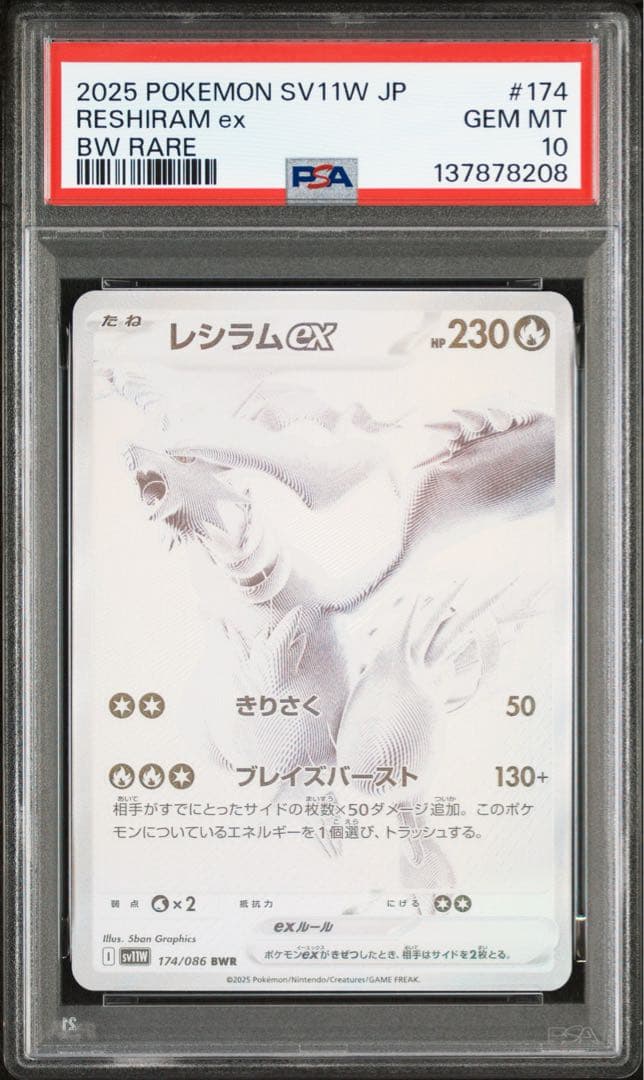 2025 POKEMON SV11W JP #174
RESHIRAM ex GEM MT
BW RARE 10
PSA 137878208
たね レシラムex HP230
きりさく 50
ブレイズバースト 130+
相手がすでにとったサイドの枚数×50ダメージ追加。このポケ
モンについているエネルギーを1個選び、トラッシュする。
弱点 ×2 抵抗力 にげる
exルール
ポケモンexがきぜつしたとき、相手はサイドを2枚とる。
Illus. 5ban Graphics
I SV11W 174/086 BWR
©2025 Pokémon/Nintendo/Creatures/GAME FREAK.
PSA